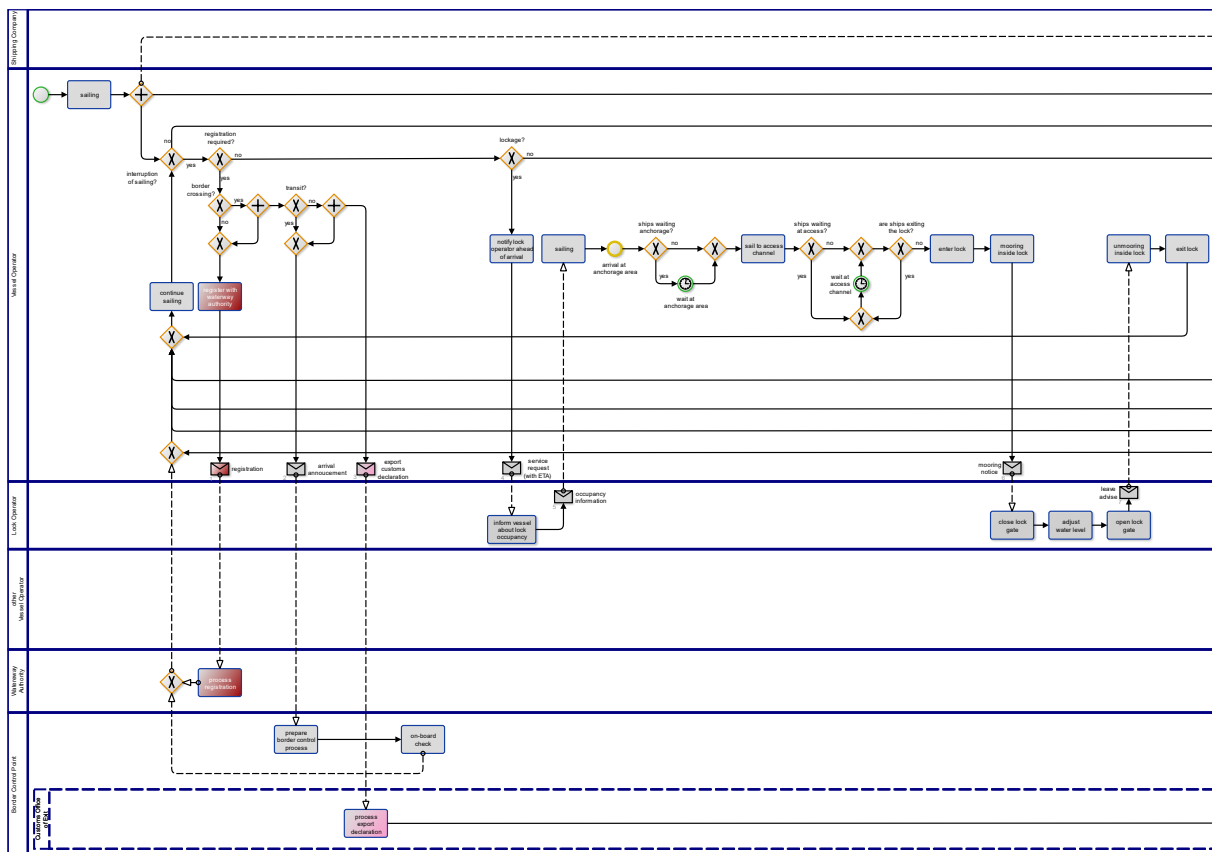 Shipping Company
sailing
no
registration
required?
no
yes
interruption
of sailing?
yes
border
crossing?
yes
no
transit?
no
yes
lockage?
no
yes
continue
sailing
register with
waterway
authority
notify lock
operator ahead
of arrival
sailing
arrival at
anchorage area
ships waiting
anchorage?
no
yes
wait at
anchorage area
sail to access
channel
ships waiting
at access?
no
yes
wait at
access
channel
are ships exiting
the lock?
no
yes
enter lock
mooring
inside lock
unmooring
inside lock
exit lock
Vessel Operator
registration
arrival
annoucement
export
customs
declaration
service
request
(with ETA)
mooring
notice
Lock Operator
occupancy
information
inform vessel
about lock
occupancy
leave
advise
close lock
gate
adjust
water level
open lock
gate
other
Vessel Operator
Waterway
Authority
process
registration
Border Control Point
prepare
border control
process
on-board
check
Customs Office
of Exit
process
export
declaration